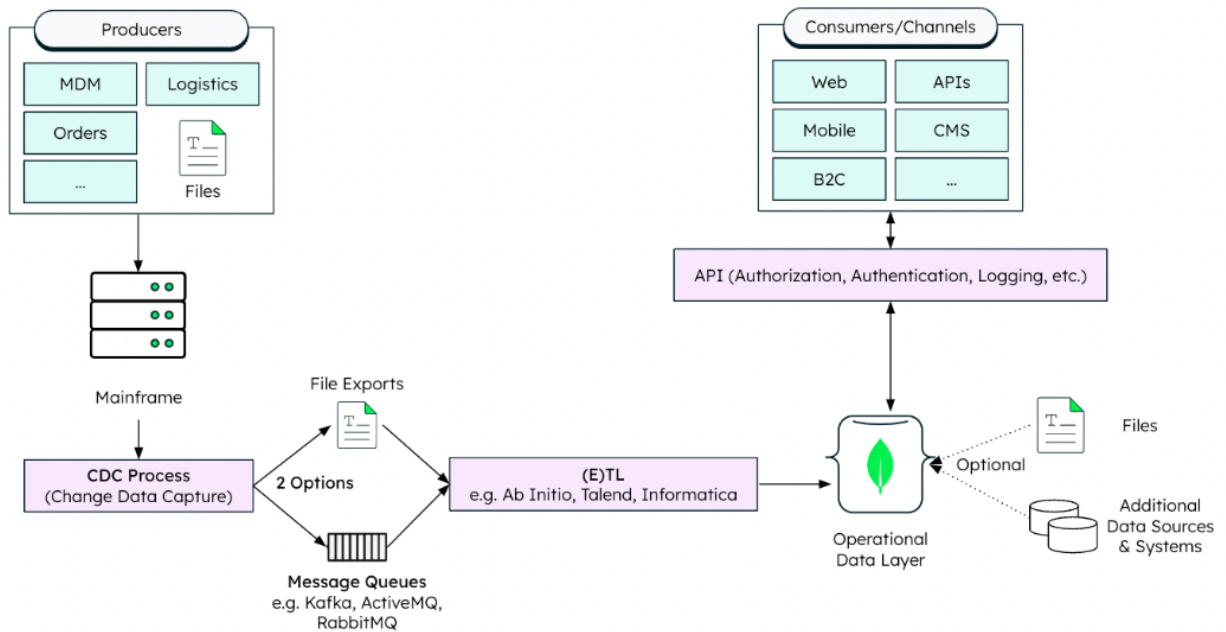 Producers
MDM
Logistics
Orders
...
Files
Mainframe
CDC Process
(Change Data Capture)
2 Options
File Exports
Message Queues
e.g. Kafka, ActiveMQ,
RabbitMQ
(E)TL
e.g. Ab Initio, Talend, Informatica
Consumers/Channels
Web
APIs
Mobile
CMS
B2C
...
API (Authorization, Authentication, Logging, etc.)
Operational
Data Layer
Optional
Files
Additional
Data Sources
& Systems